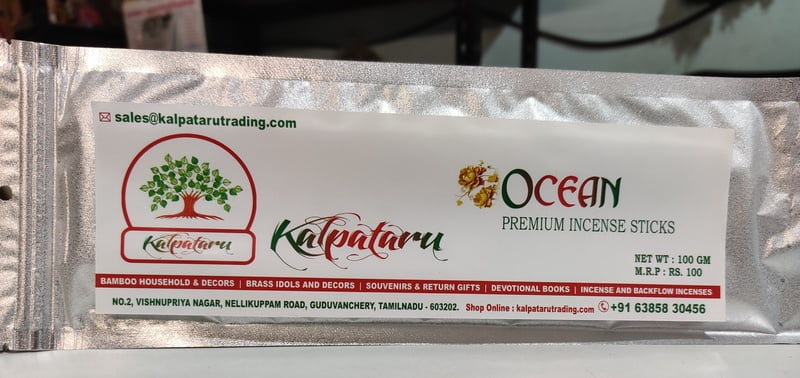 sales@kalpatarutrading.com
Kalpataru
Kalpataru
OCEAN
PREMIUM INCENSE STICKS
NET WT : 100 GM
M.R.P : RS. 100
BAMBOO HOUSEHOLD & DECORS | BRASS IDOLS AND DECORS | SOUVENIRS & RETURN GIFTS | DEVOTIONAL BOOKS | INCENSE AND BACKFLOW INCENSES
NO.2, VISHNUPRIYA NAGAR, NELLIKUPPAM ROAD, GUDUVANCHERY, TAMILNADU - 603202. Shop Online : kalpatarutrading.com +91 63858 30456